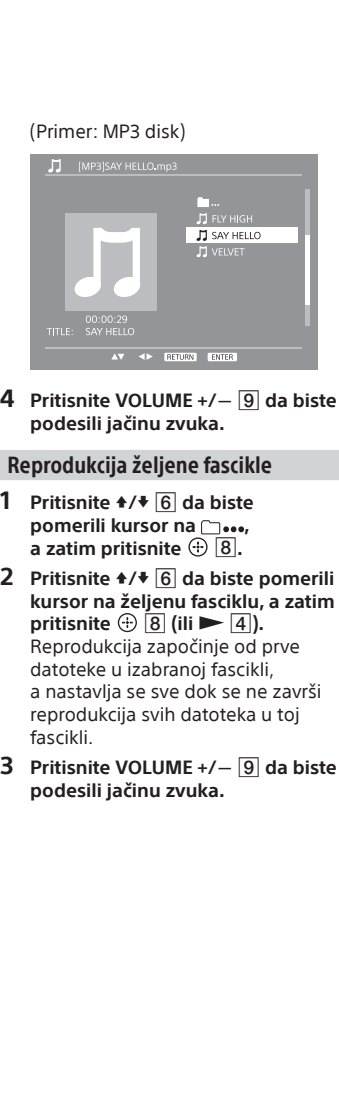 (Primer: MP3 disk)
[MP3]SAY HELLO.mp3
...
FLY HIGH
SAY HELLO
VELVET
00:00:29
TITLE: SAY HELLO
RETURN ENTER
4 Pritisnite VOLUME +/− 9 da biste
podesili jačinu zvuka.
Reprodukcija željene fascikle
1 Pritisnite ↑/↓ 6 da biste
pomerili kursor na •••,
a zatim pritisnite ⊕ 8.
2 Pritisnite ↑/↓ 6 da biste pomerili
kursor na željenu fasciklu, a zatim
pritisnite ⊕ 8 (ili ► 4).
Reprodukcija započinje od prve
datoteke u izabranoj fascikli,
a nastavlja se sve dok se ne završi
reprodukcija svih datoteka u toj
fascikli.
3 Pritisnite VOLUME +/− 9 da biste
podesili jačinu zvuka.